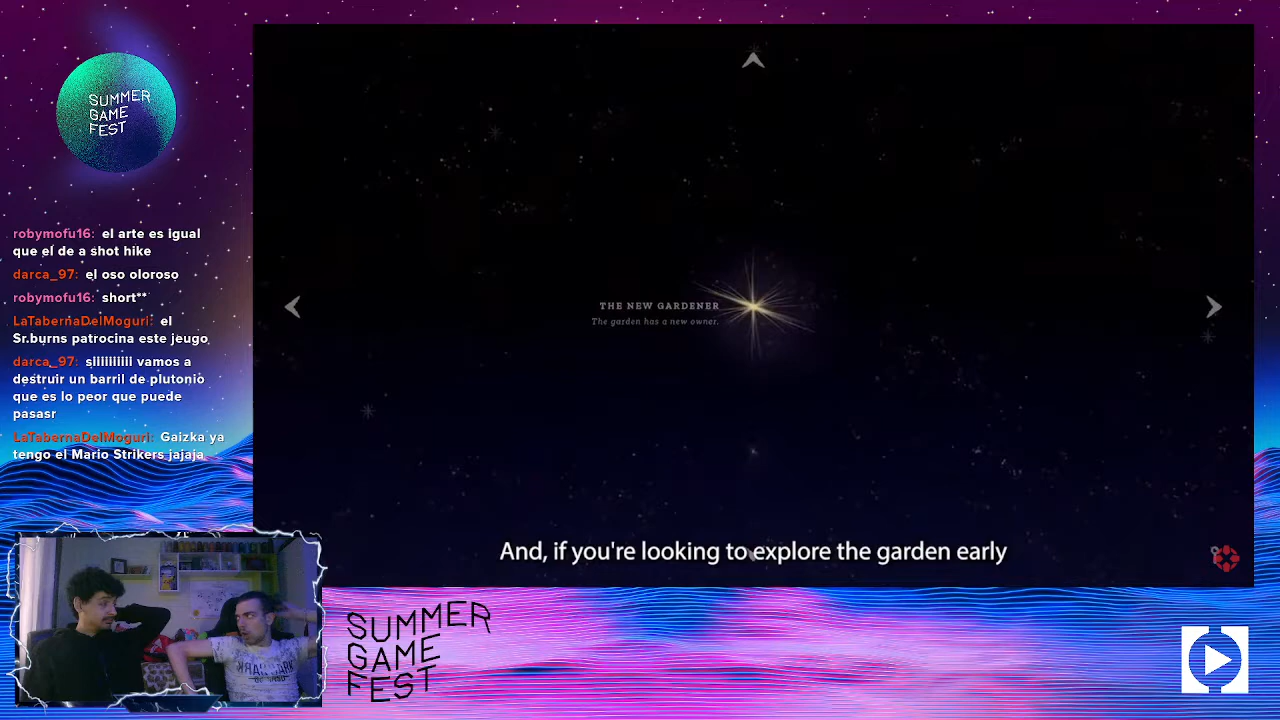 SUMMER
GAME
FEST
robymofu16: el arte es igual
que el de a shot hike
darca_97: el oso oloroso
robymofu16: short**
LaTabernaDelMoguri: el
Sr.burns patrocina este jeugo
darca_97: siiiiiiiiii vamos a
destruir un barril de plutonio
que es lo peor que puede
pasasr
LaTabernaDelMoguri: Gaizka ya
tengo el Mario Strikers jajaja
THE NEW GARDENER
The garden has a new owner.
And, if you're looking to explore the garden early
SUMMER
GAME
FEST